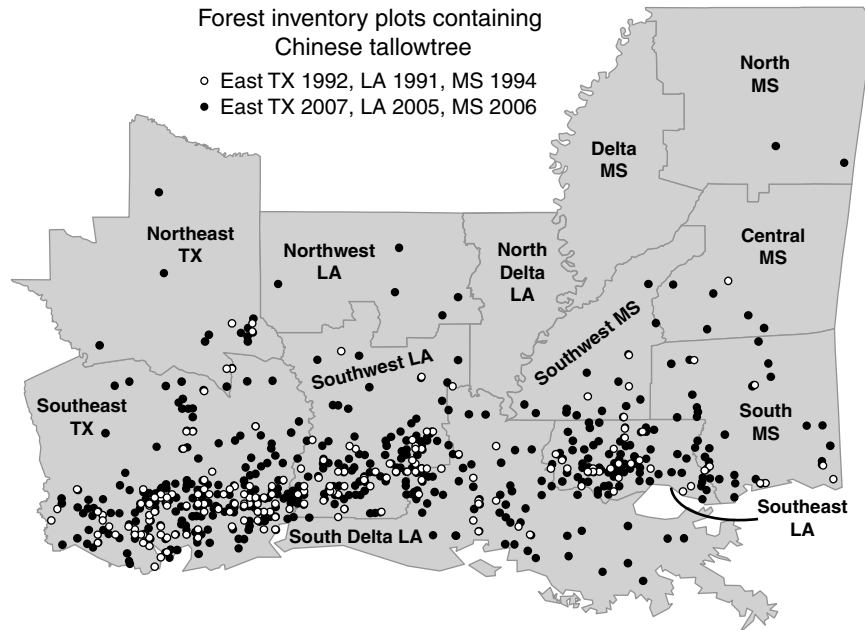 Forest inventory plots containing
Chinese tallowtree
East TX 1992, LA 1991, MS 1994
East TX 2007, LA 2005, MS 2006
North
MS
Delta
MS
Northeast
TX
Northwest
LA
North
Delta
LA
Central
MS
Southwest MS
Southwest LA
Southeast
TX
South
MS
South Delta LA
Southeast
LA